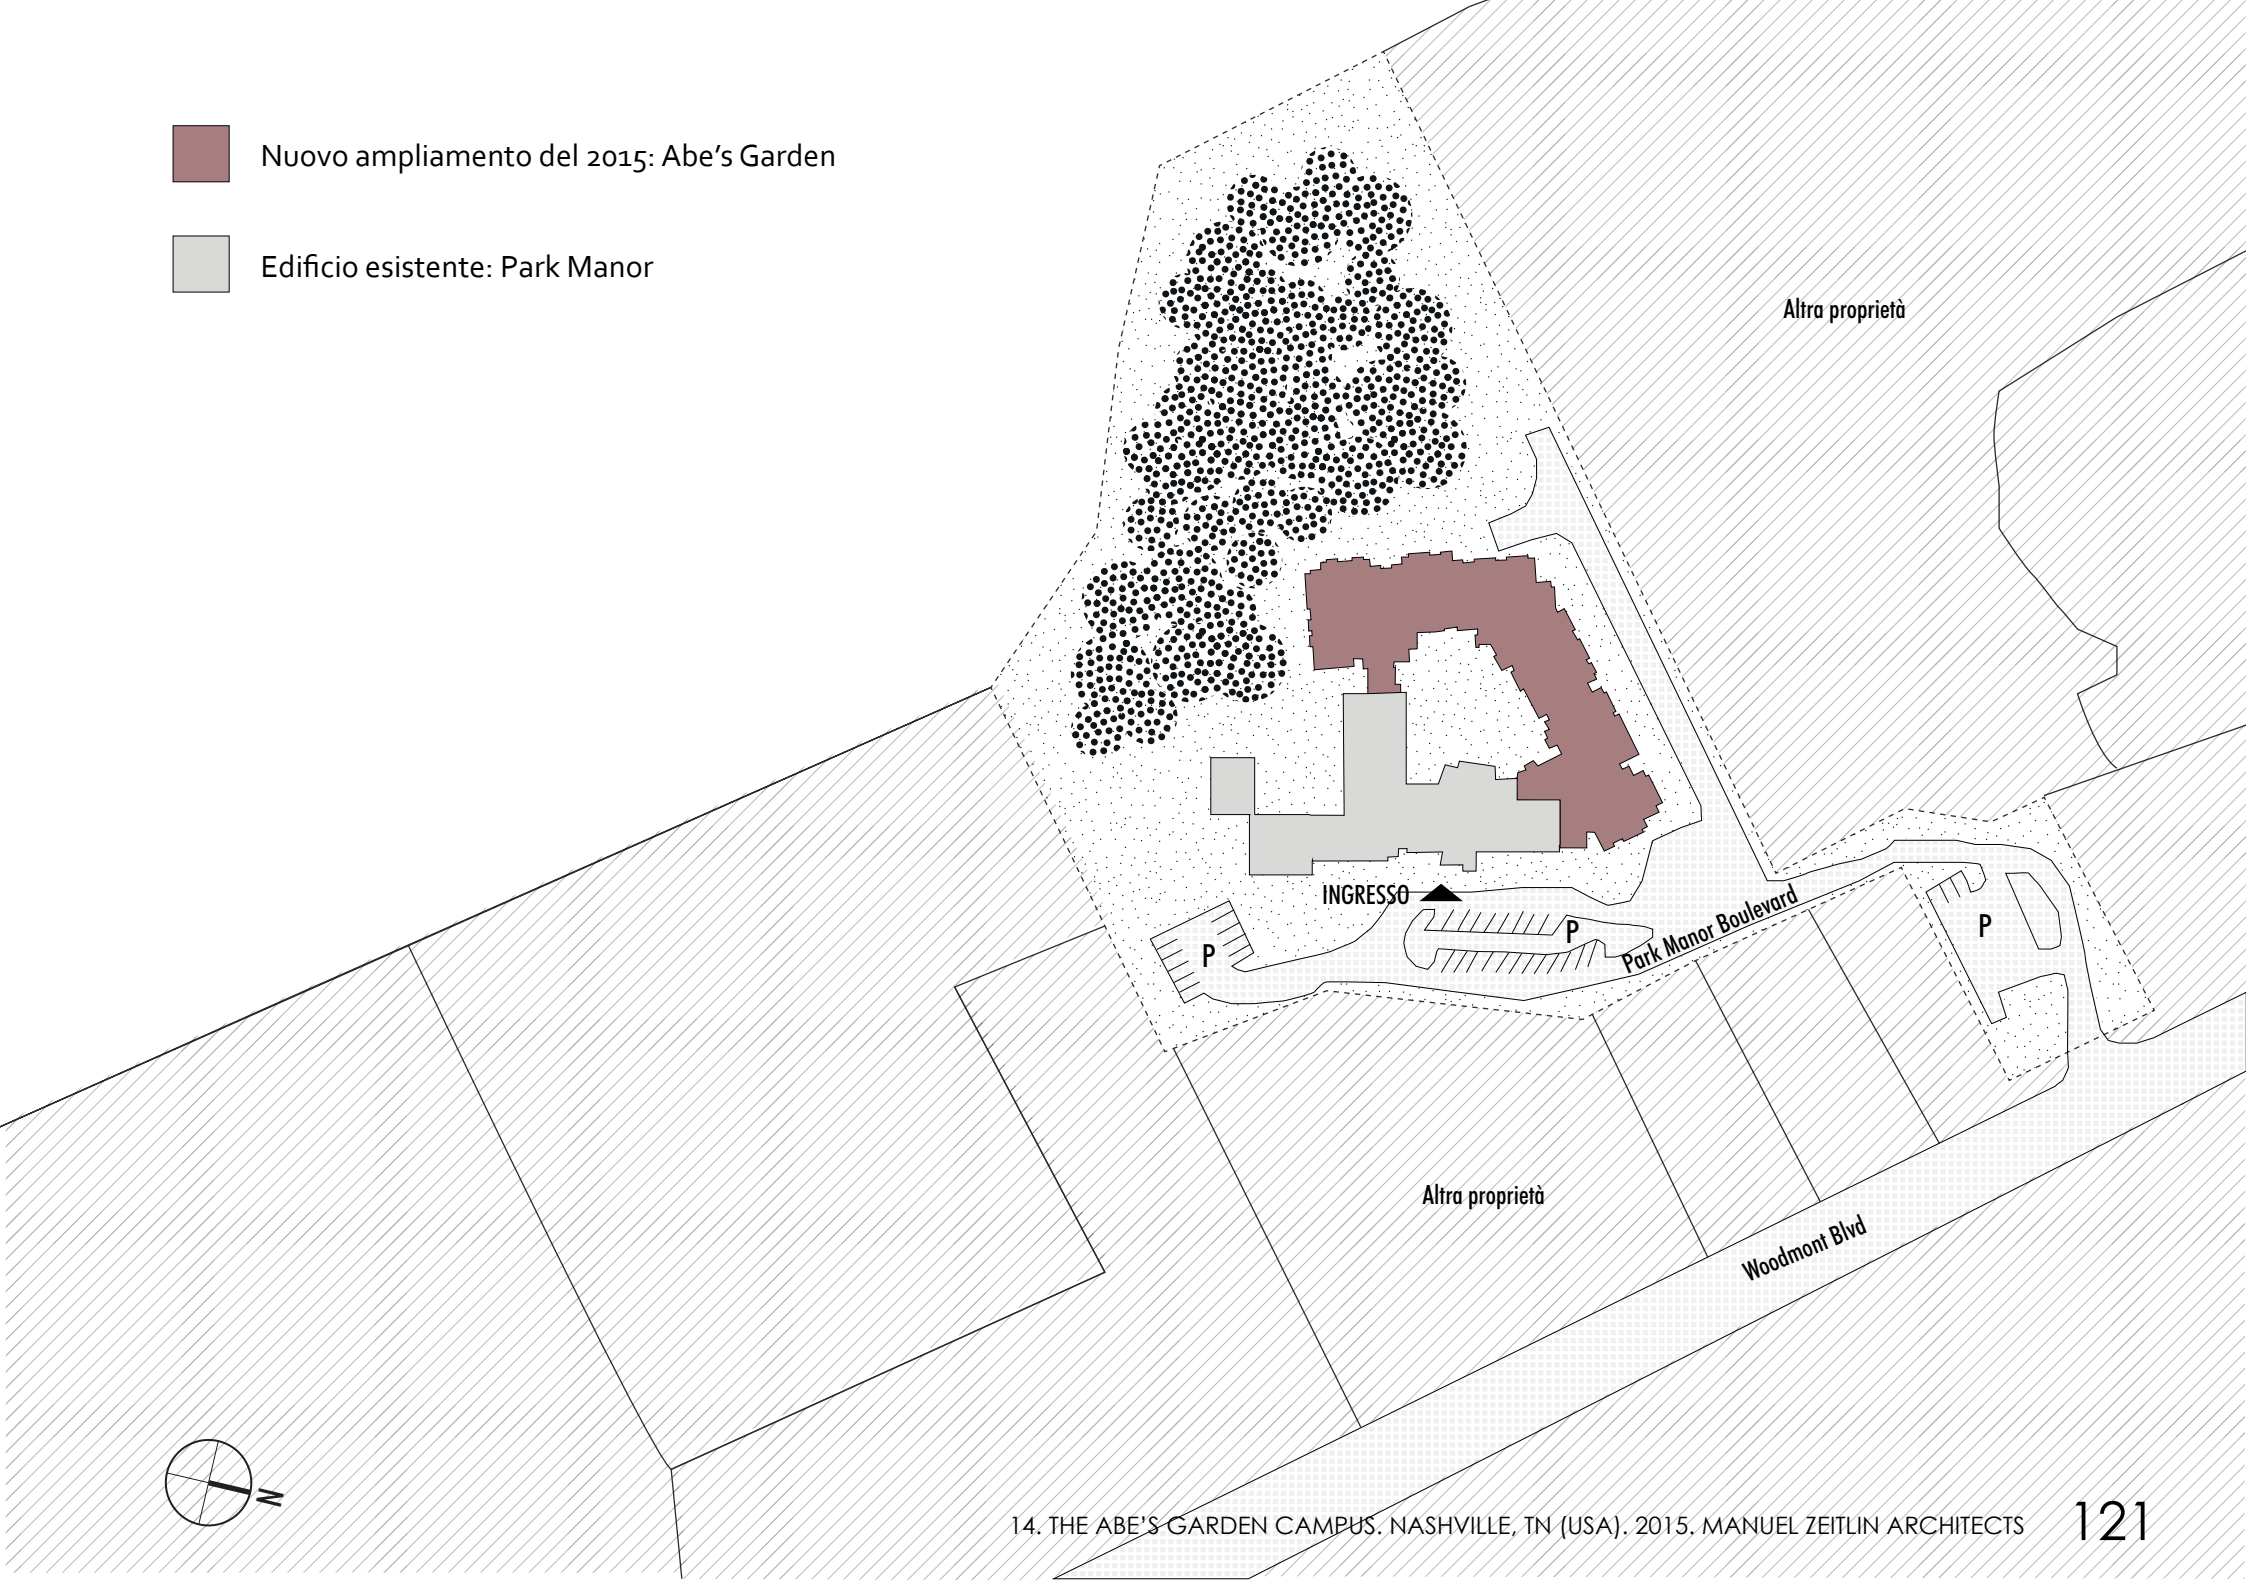 Nuovo ampliamento del 2015: Abe's Garden
Edificio esistente: Park Manor
Altra proprietà
INGRESSO
P
P
P
Park Manor Boulevard
Altra proprietà
Woodmont Blvd
N
14. THE ABE'S GARDEN CAMPUS. NASHVILLE, TN (USA). 2015. MANUEL ZEITLIN ARCHITECTS
121